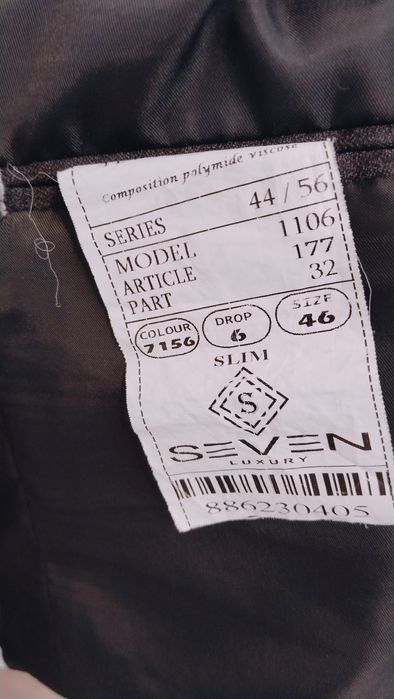 Composition polymide viscose
SERIES 44 / 56
MODEL 1106
ARTICLE 177
PART 32
COLOUR DROP SIZE
7156 6 46
SLIM
S
SEVEN
LUXURY
886230405